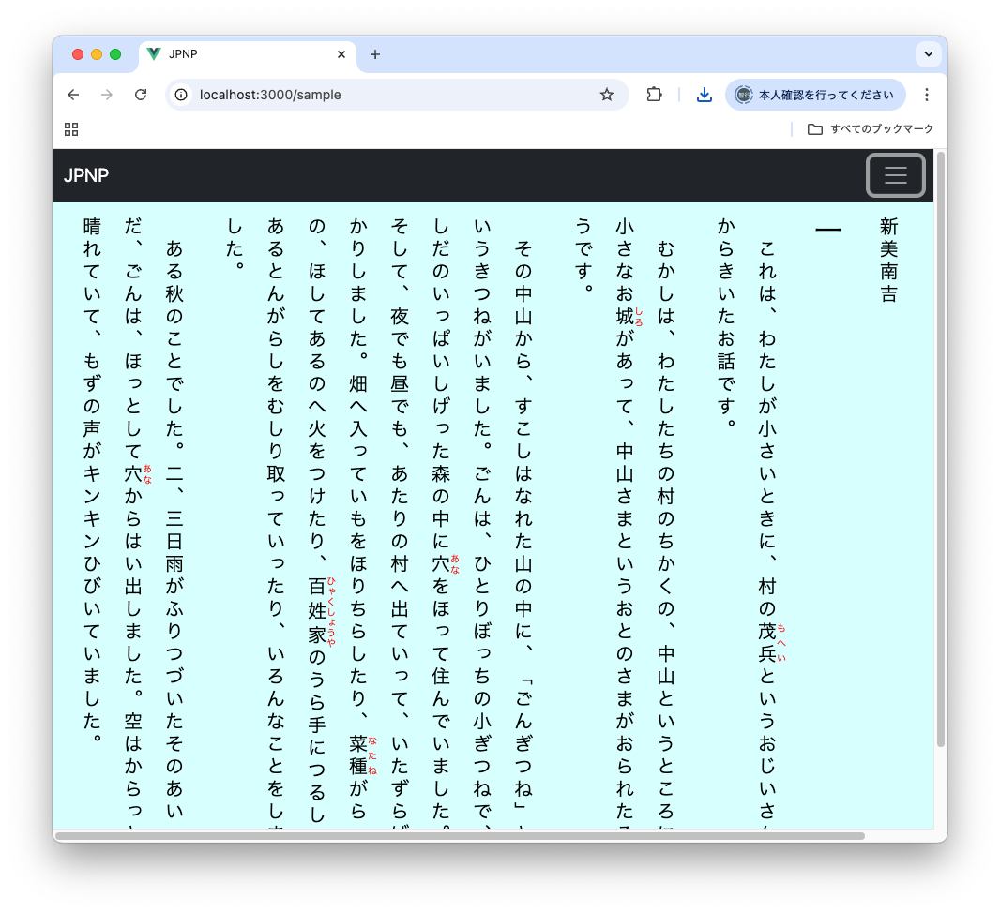 JPNP
localhost:3000/sample
本人確認を行ってください
すべてのブックマーク
JPNP
新美南吉
一
これは、わたしが小さいときに、村の茂兵もへいというおじいさん
からきいたお話です。
むかしは、わたしたちの村のちかくの、中山というところに
小さなお城しろがあって、中山さまというおとのさまがおられたそ
うです。
その中山から、すこしはなれた山の中に、「ごんぎつね」と
いうきつねがいました。ごんは、ひとりぼっちの小ぎつねで、
しだのいっぱいしげった森の中に穴あなをほって住んでいました。
そして、夜でも昼でも、あたりの村へ出ていって、いたずらば
かりしました。畑へ入っていもをほりちらしたり、菜種なたねがら
の、ほしてあるのへ火をつけたり、百姓家ひゃくしょうやのうら手につるし
あるとんがらしをむしり取っていったり、いろんなことをしま
した。
ある秋のことでした。二、三日雨がふりつづいたそのあい
だ、ごんは、ほっとして穴あなからはい出しました。空はからっと
晴れていて、もずの声がキンキンひびいていました。